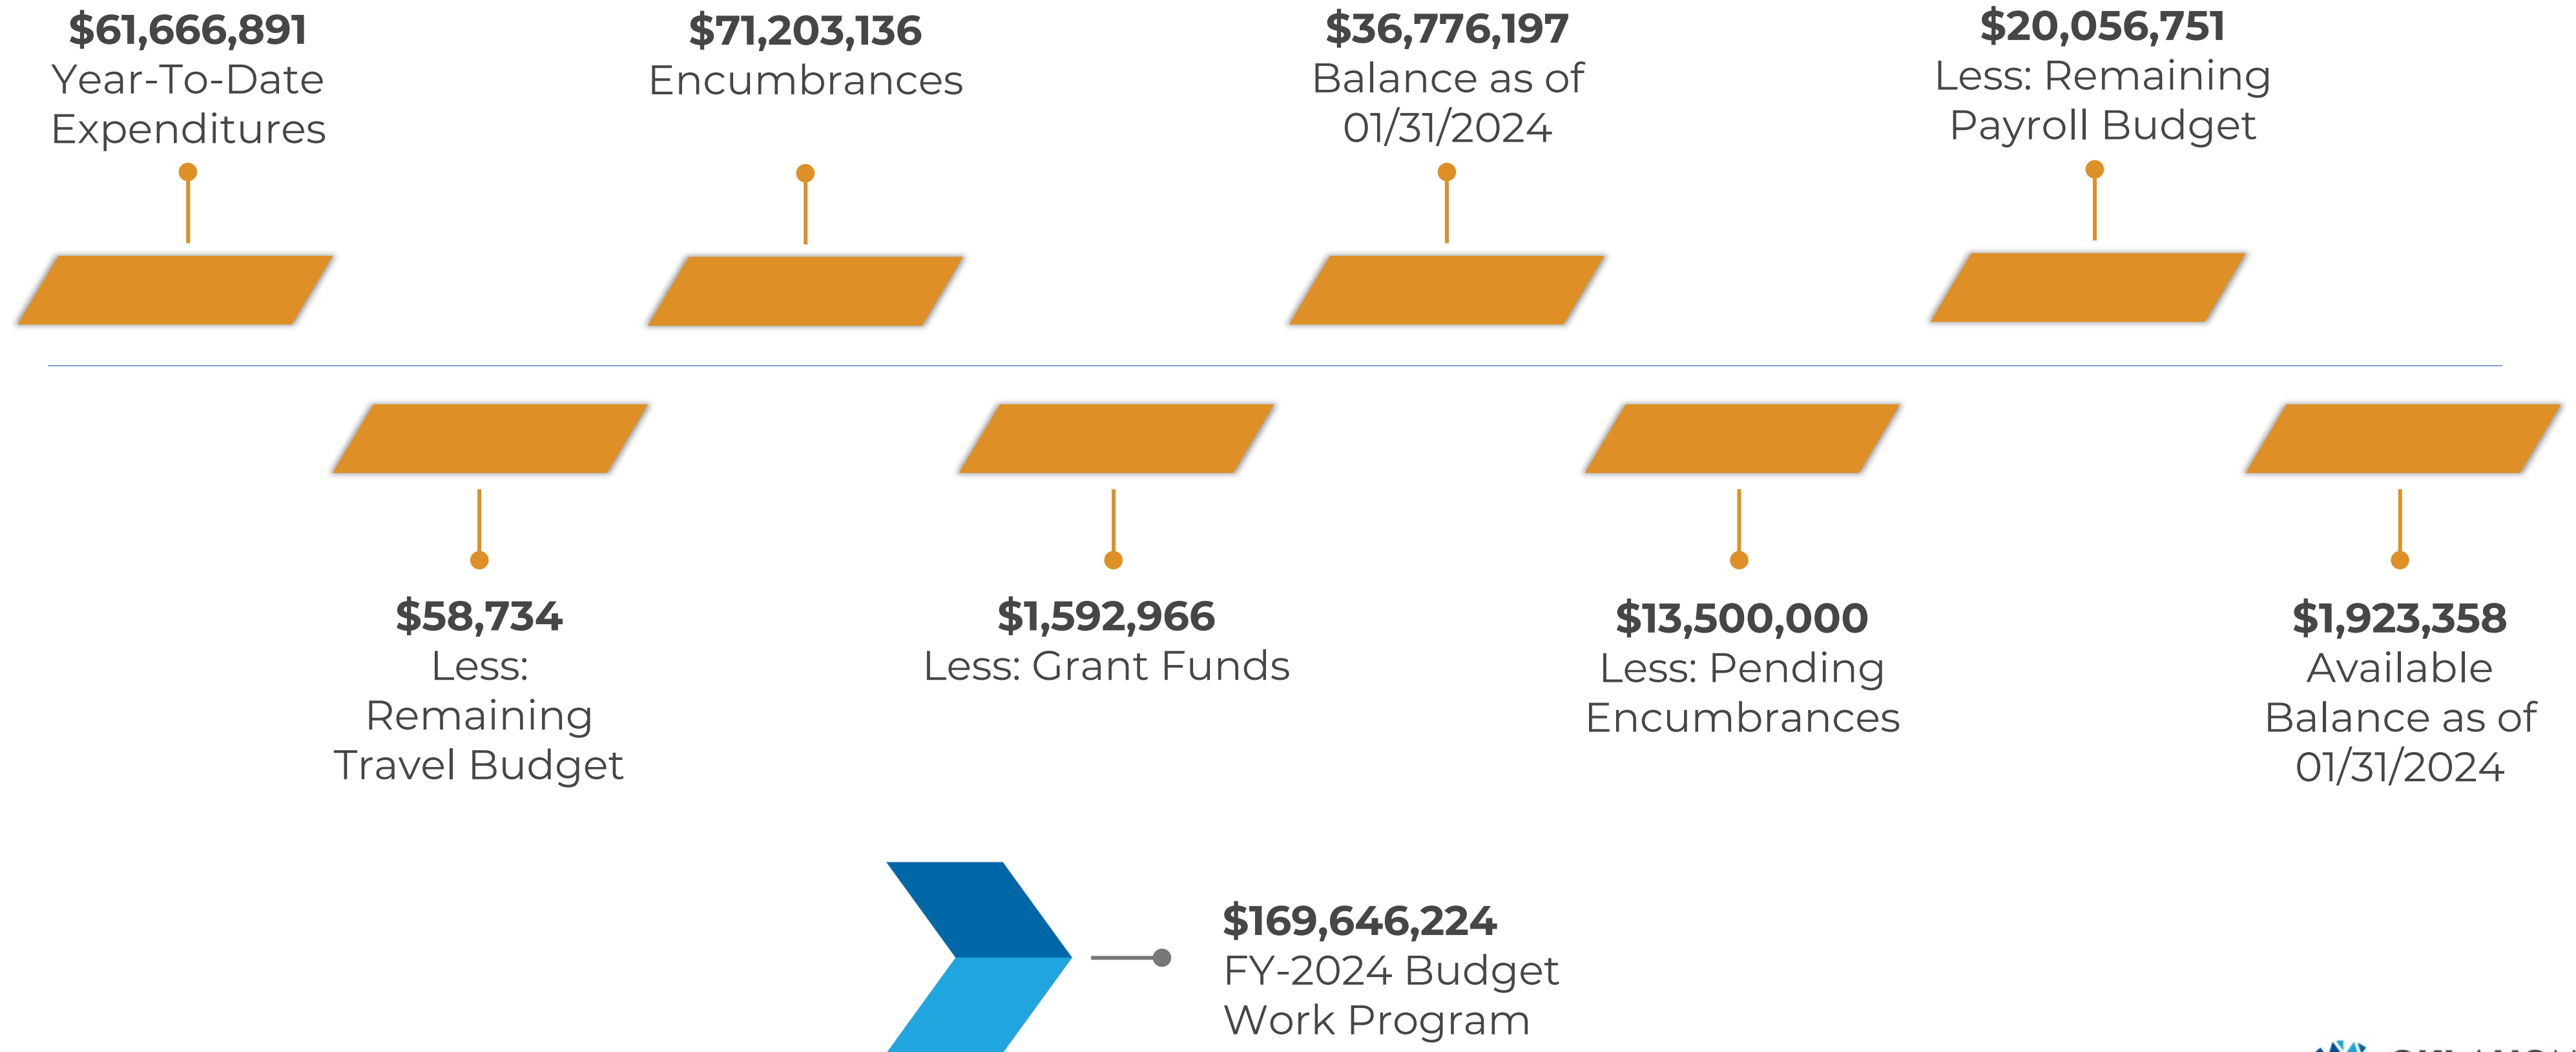 $61,666,891
Year-To-Date
Expenditures
$71,203,136
Encumbrances
$36,776,197
Balance as of
01/31/2024
$20,056,751
Less: Remaining
Payroll Budget
$58,734
Less:
Remaining
Travel Budget
$1,592,966
Less: Grant Funds
$13,500,000
Less: Pending
Encumbrances
$1,923,358
Available
Balance as of
01/31/2024
$169,646,224
FY-2024 Budget
Work Program